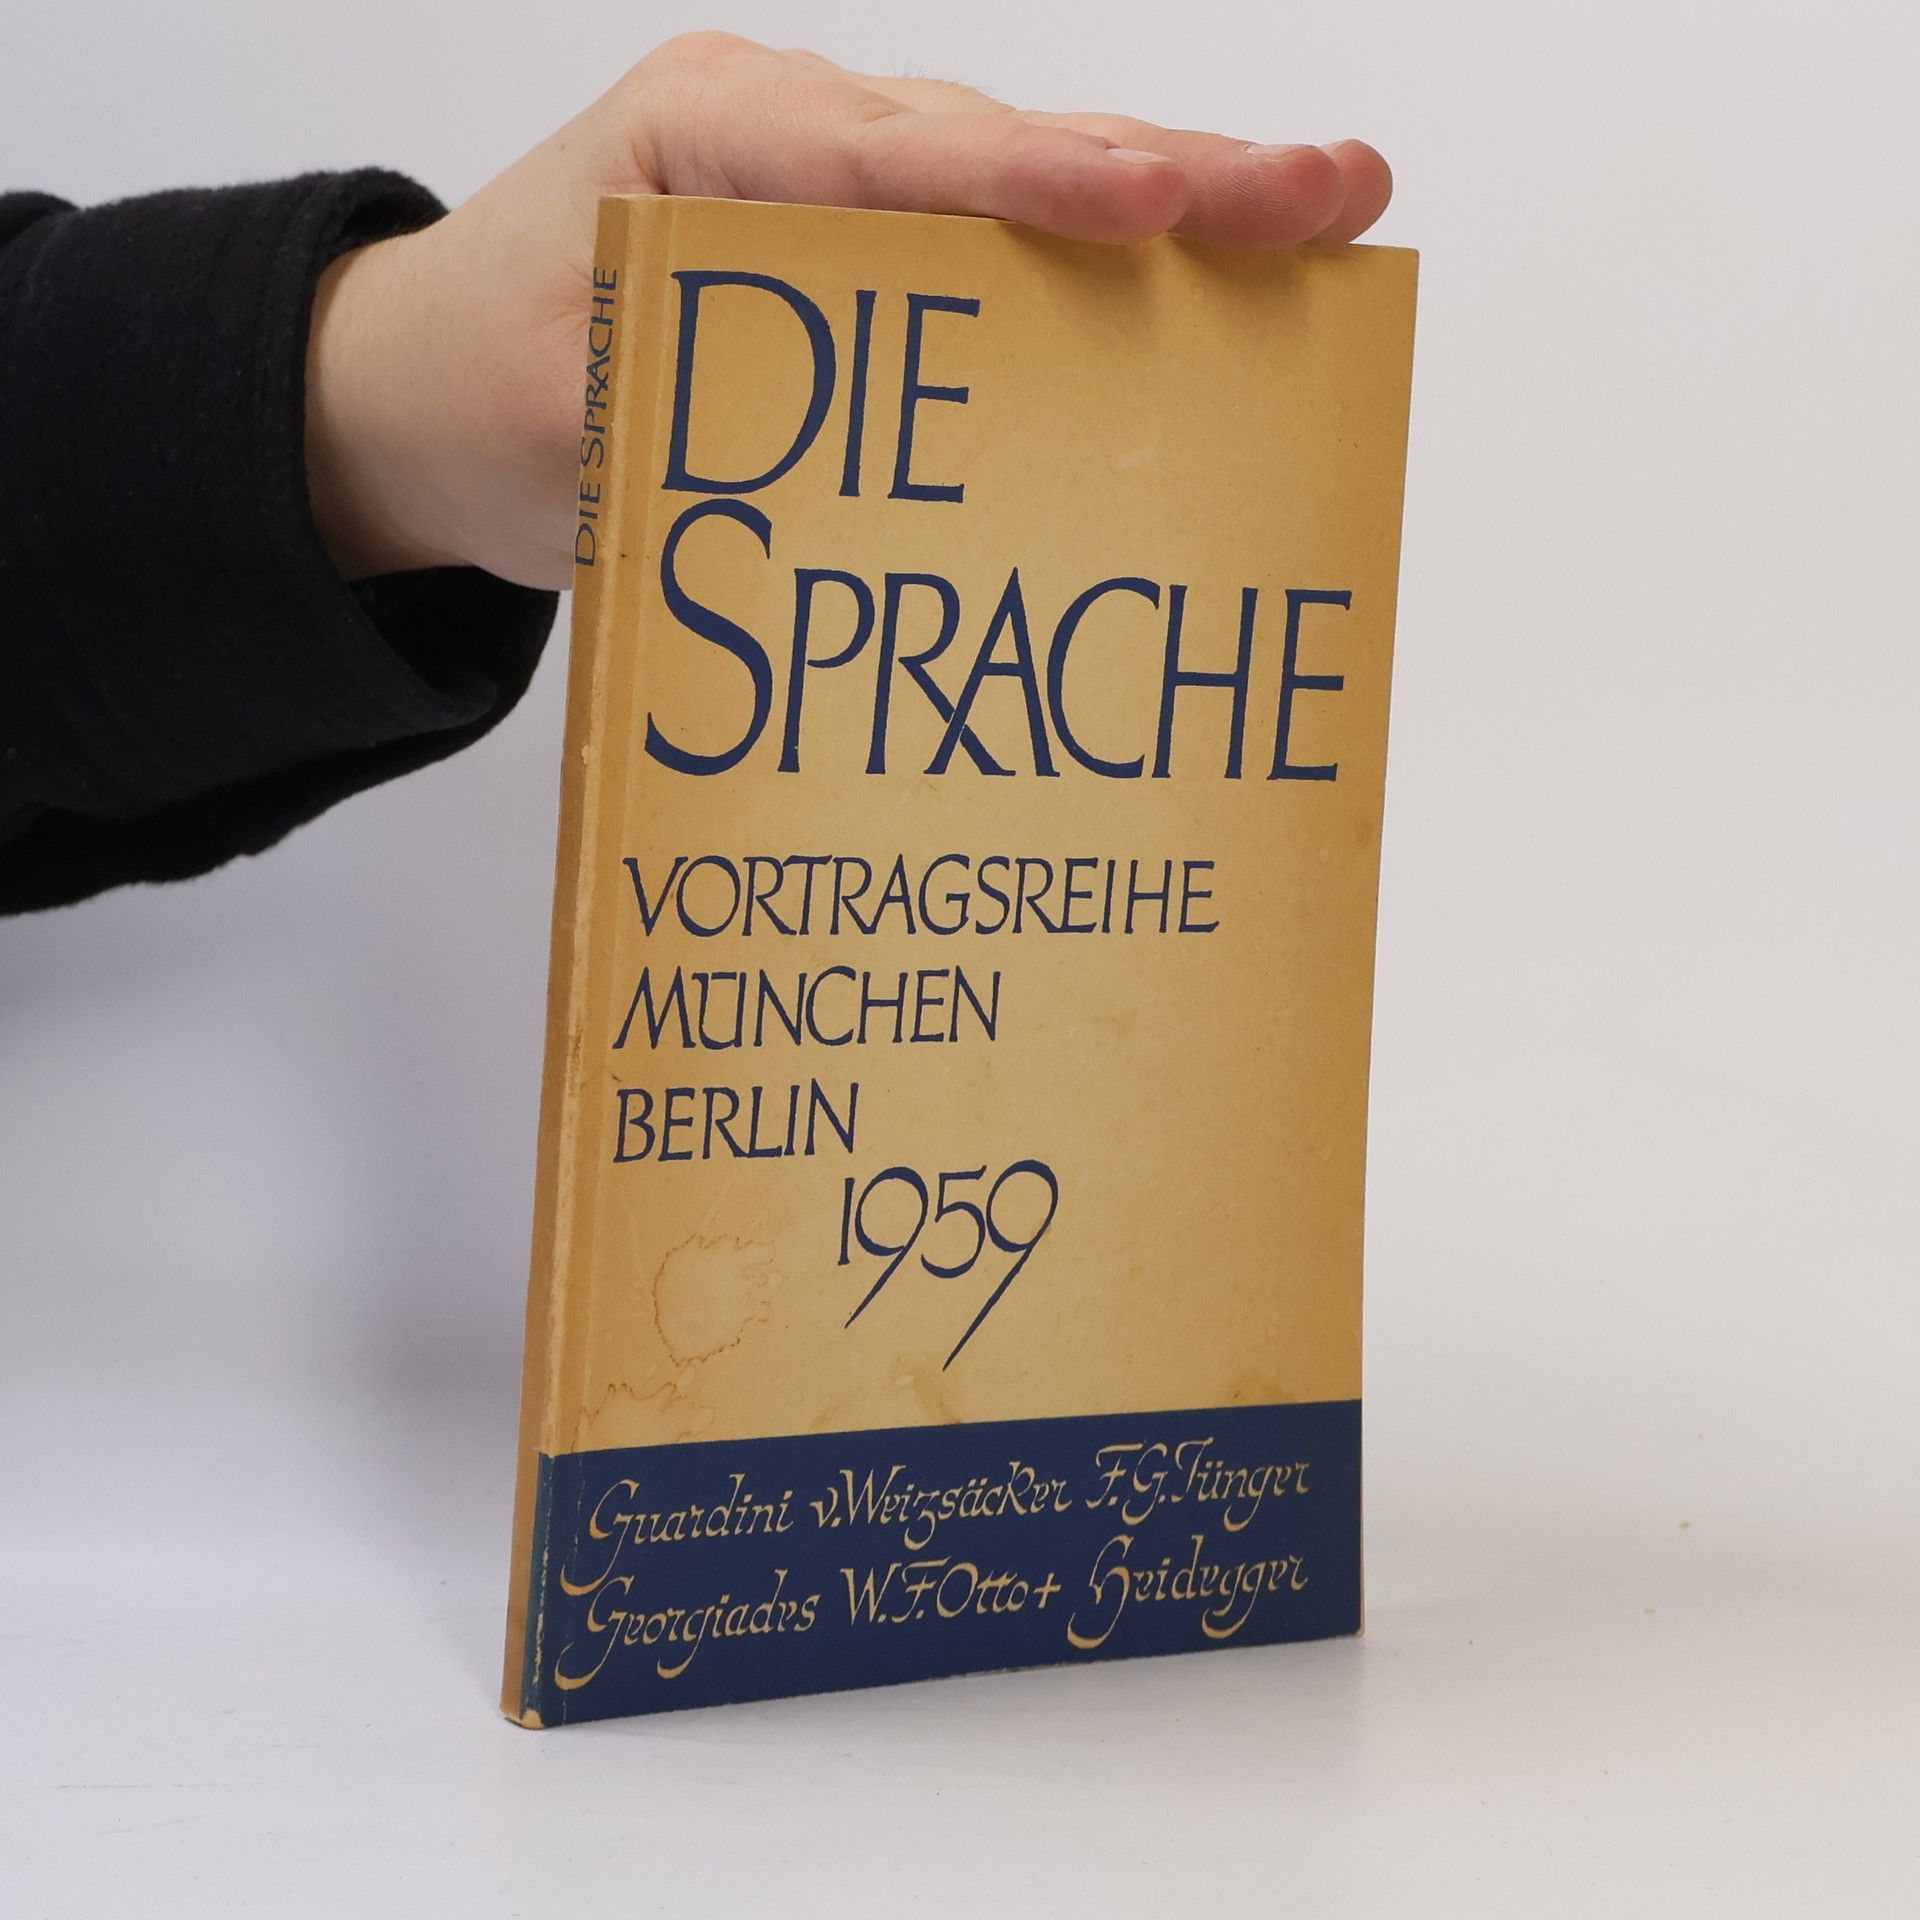 DIE SPRACHE
DIE
SPRACHE
VORTRAGSREIHE
MÜNCHEN
BERLIN
1959
Guardini v. Weizsäcker F. G. Jünger
Georgiades W. F. Otto + Heidegger